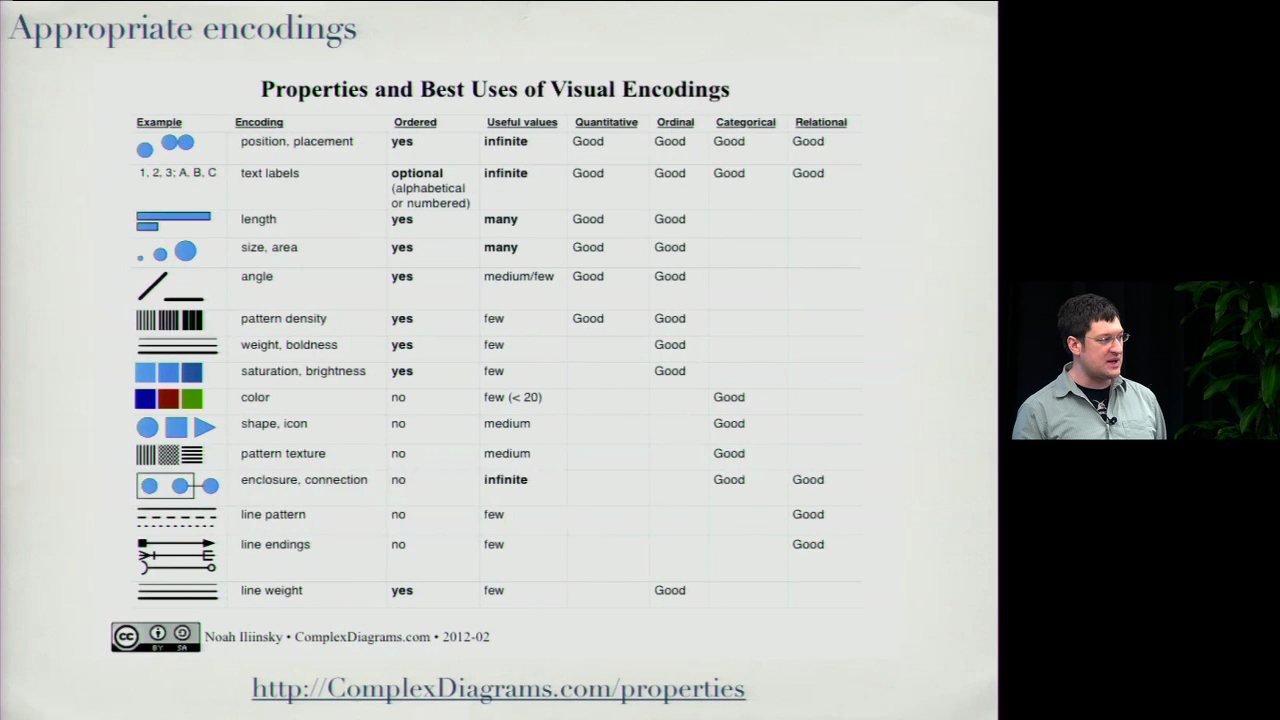 Appropriate encodings
Properties and Best Uses of Visual Encodings
Example Encoding Ordered Useful values Quantitative Ordinal Categorical Relational
position, placement yes infinite Good Good Good Good
1, 2, 3; A, B, C text labels optional infinite Good Good Good Good
(alphabetical
or numbered)
length yes many Good Good
size, area yes many Good Good
angle yes medium/few Good Good
pattern density yes few Good Good
weight, boldness yes few Good
saturation, brightness yes few Good
color no few (< 20) Good
shape, icon no medium Good
pattern texture no medium Good
enclosure, connection no infinite Good Good
line pattern no few Good
line endings no few Good
line weight yes few Good
cc BY SA Noah Iliinsky • ComplexDiagrams.com • 2012-02
http://ComplexDiagrams.com/properties